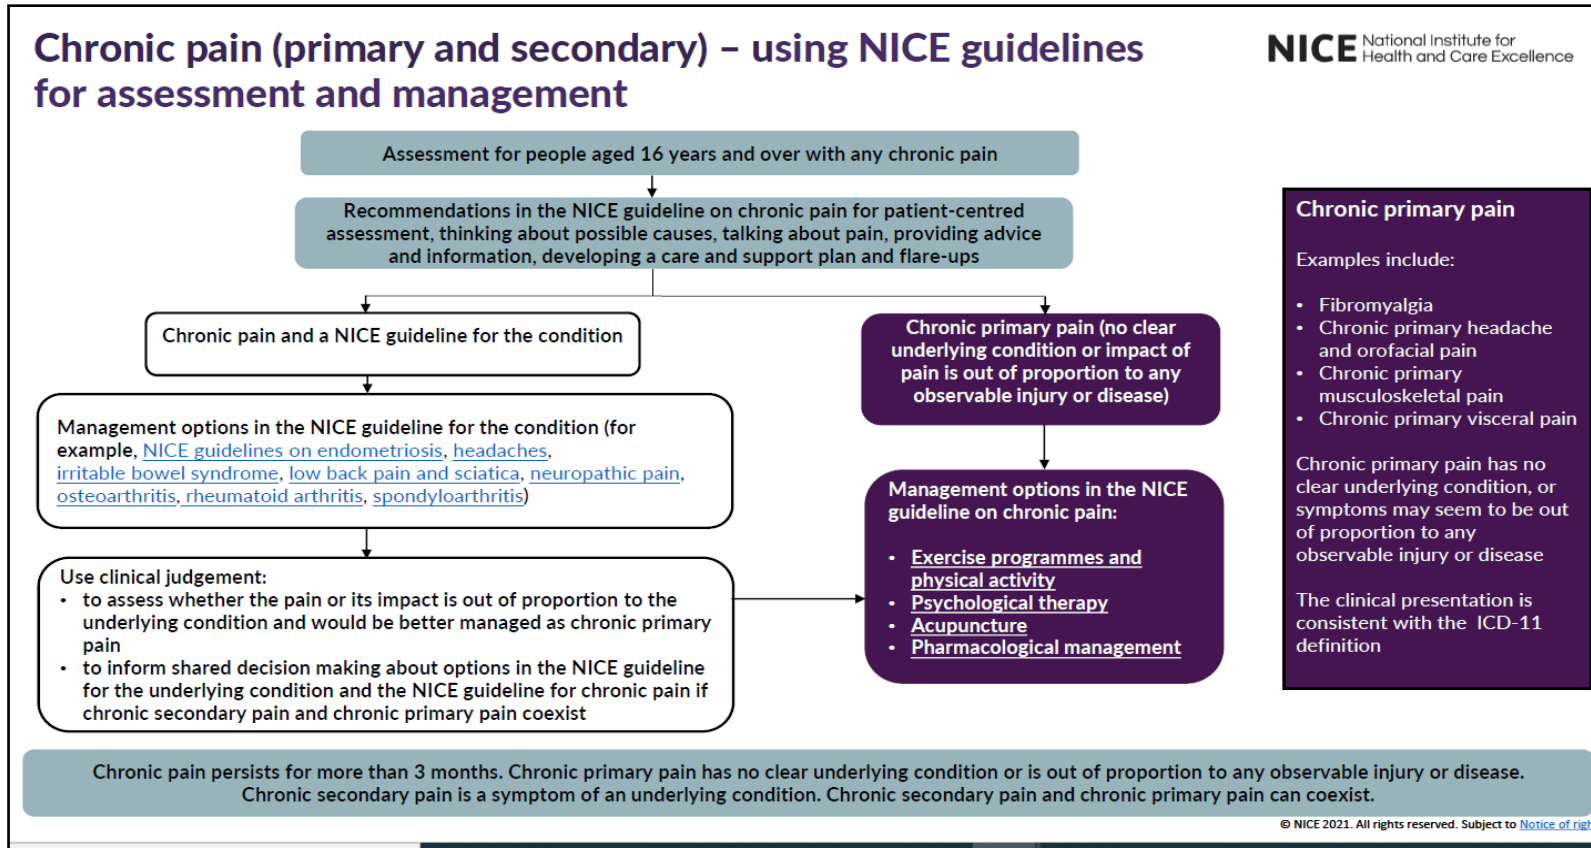 Chronic pain (primary and secondary) – using NICE guidelines
for assessment and management
NICE National Institute for
Health and Care Excellence
Assessment for people aged 16 years and over with any chronic pain
Recommendations in the NICE guideline on chronic pain for patient-centred
assessment, thinking about possible causes, talking about pain, providing advice
and information, developing a care and support plan and flare-ups
Chronic pain and a NICE guideline for the condition
Management options in the NICE guideline for the condition (for
example, NICE guidelines on endometriosis, headaches,
irritable bowel syndrome, low back pain and sciatica, neuropathic pain,
osteoarthritis, rheumatoid arthritis, spondyloarthritis)
Use clinical judgement:
• to assess whether the pain or its impact is out of proportion to the
underlying condition and would be better managed as chronic primary
pain
• to inform shared decision making about options in the NICE guideline
for the underlying condition and the NICE guideline for chronic pain if
chronic secondary pain and chronic primary pain coexist
Chronic primary pain (no clear
underlying condition or impact of
pain is out of proportion to any
observable injury or disease)
Management options in the NICE
guideline on chronic pain:
• Exercise programmes and
physical activity
• Psychological therapy
• Acupuncture
• Pharmacological management
Chronic primary pain
Examples include:
• Fibromyalgia
• Chronic primary headache
and orofacial pain
• Chronic primary
musculoskeletal pain
• Chronic primary visceral pain
Chronic primary pain has no
clear underlying condition, or
symptoms may seem to be out
of proportion to any
observable injury or disease
The clinical presentation is
consistent with the ICD-11
definition
Chronic pain persists for more than 3 months. Chronic primary pain has no clear underlying condition or is out of proportion to any observable injury or disease.
Chronic secondary pain is a symptom of an underlying condition. Chronic secondary pain and chronic primary pain can coexist.
© NICE 2021. All rights reserved. Subject to Notice of righ